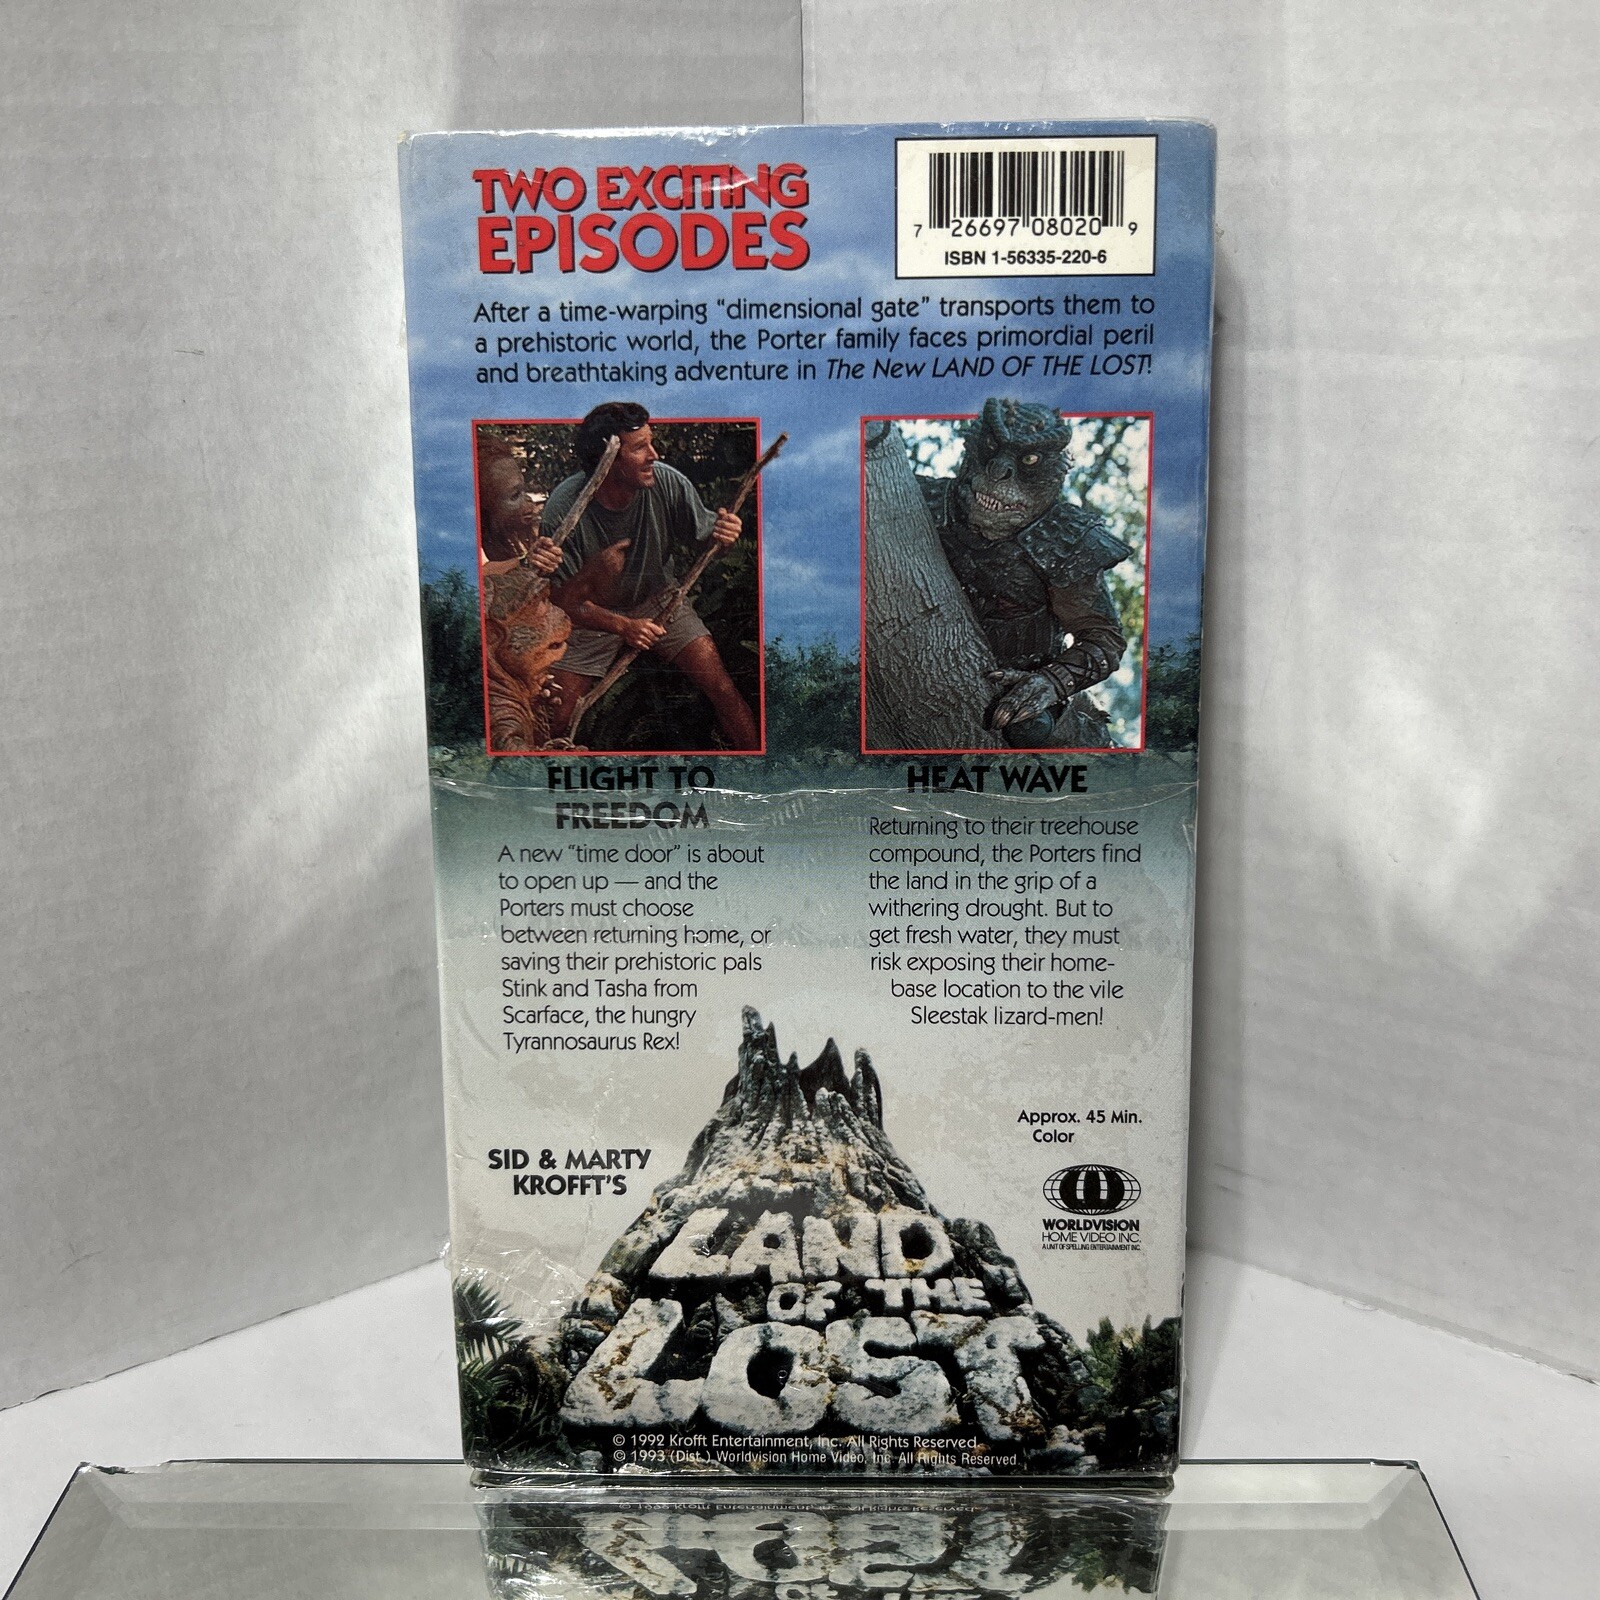 TWO EXCITING
EPISODES
7 26697 08020 9
ISBN 1-56335-220-6
After a time-warping “dimensional gate” transports them to
a prehistoric world, the Porter family faces primordial peril
and breathtaking adventure in The New LAND OF THE LOST!
FLIGHT TO
FREEDOM
A new “time door” is about
to open up — and the
Porters must choose
between returning home, or
saving their prehistoric pals
Stink and Tasha from
Scarface, the hungry
Tyrannosaurus Rex!
HEAT WAVE
Returning to their treehouse
compound, the Porters find
the land in the grip of a
withering drought. But to
get fresh water, they must
risk exposing their home-
base location to the vile
Sleestak lizard-men!
Approx. 45 Min.
Color
SID & MARTY
KROFFT'S
LAND
OF THE
LOST
WORLDVISION
HOME VIDEO INC.
A UNIT OF SPELLING ENTERTAINMENT INC.
© 1992 Krofft Entertainment, Inc. All Rights Reserved.
© 1993 (Dist.) Worldvision Home Video, Inc. All Rights Reserved